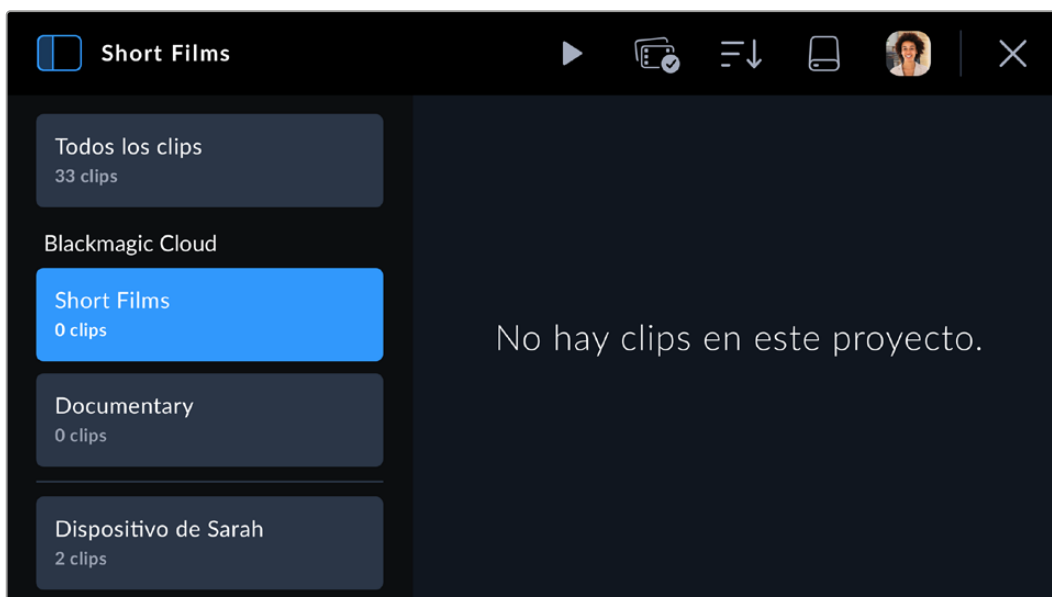 Short Films
Todos los clips
33 clips
Blackmagic Cloud
Short Films
0 clips
Documentary
0 clips
Dispositivo de Sarah
2 clips
No hay clips en este proyecto.